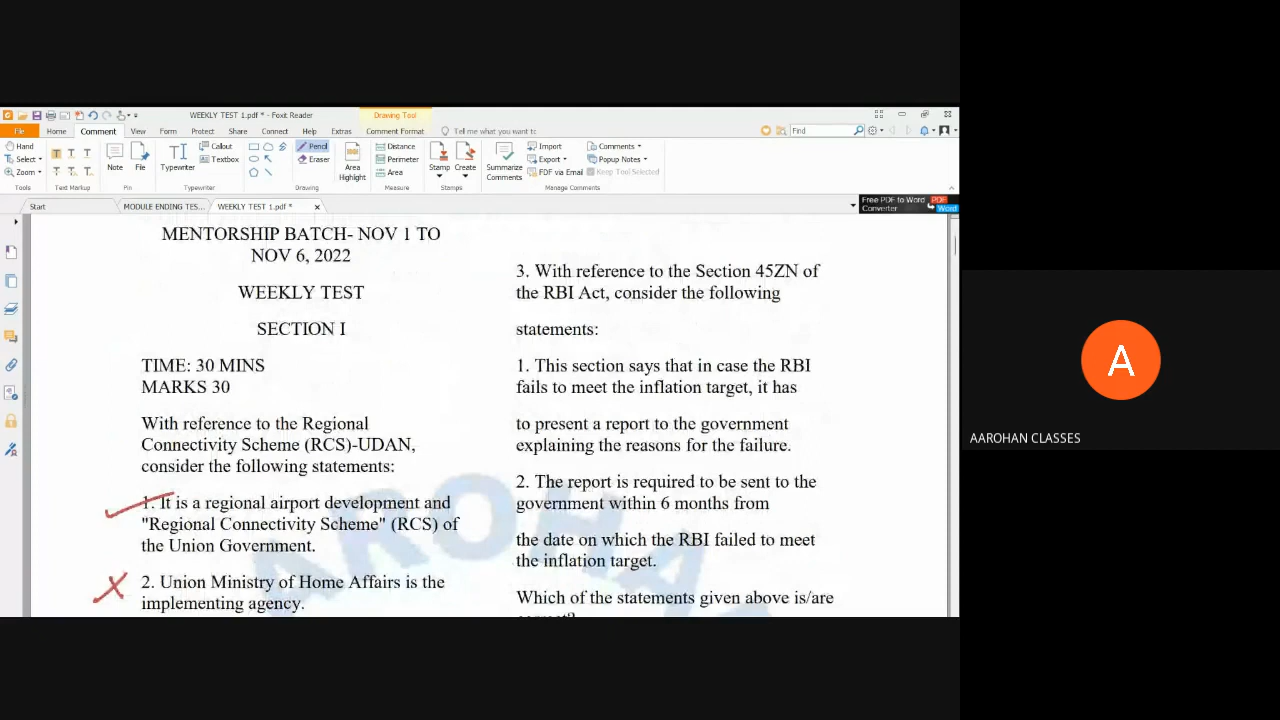 WEEKLY TEST 1.pdf * - Foxit Reader
Drawing Tool
File
Home
Comment
View
Form
Protect
Share
Connect
Help
Extras
Comment Format
Tell me what you want to
Find
Hand
Select
Zoom
Tools
Text Markup
Note
File
Pin
Typewriter
Callout
Textbox
Typewriter
Pencil
Eraser
Drawing
Area
Highlight
Distance
Perimeter
Area
Measure
Stamp
Create
Stamps
Summarize
Comments
Import
Export
FDF via Email
Comments
Popup Notes
Keep Tool Selected
Manage Comments
Start
MODULE ENDING TES...
WEEKLY TEST 1.pdf *
Free PDF to Word
Converter
PDF
Word
MENTORSHIP BATCH- NOV 1 TO
NOV 6, 2022
WEEKLY TEST
SECTION I
TIME: 30 MINS
MARKS 30
With reference to the Regional
Connectivity Scheme (RCS)-UDAN,
consider the following statements:
1. It is a regional airport development and
"Regional Connectivity Scheme" (RCS) of
the Union Government.
2. Union Ministry of Home Affairs is the
implementing agency.
3. With reference to the Section 45ZN of
the RBI Act, consider the following
statements:
1. This section says that in case the RBI
fails to meet the inflation target, it has
to present a report to the government
explaining the reasons for the failure.
2. The report is required to be sent to the
government within 6 months from
the date on which the RBI failed to meet
the inflation target.
Which of the statements given above is/are
A
AAROHAN CLASSES